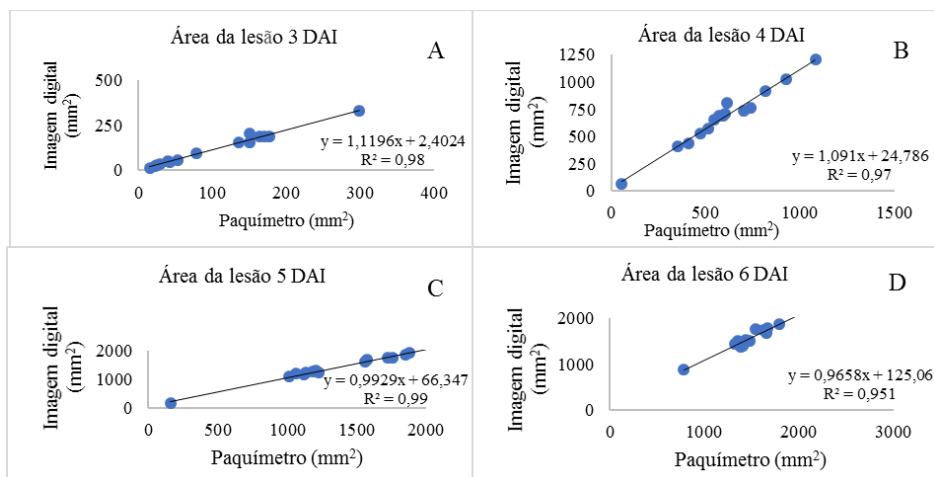 Área da lesão 3 DAI
A
Imagem digital
(mm²)
500
250
0
y = 1,1196x + 2,4024
R² = 0,98
0 100 200 300 400
Paquímetro (mm²)
Área da lesão 4 DAI
B
Imagem digital
(mm²)
1250
1000
750
500
250
0
y = 1,091x + 24,786
R² = 0,97
0 500 1000 1500
Paquímetro (mm²)
Área da lesão 5 DAI
C
Imagem digital
(mm²)
2000
1000
0
y = 0,9929x + 66,347
R² = 0,99
0 500 1000 1500 2000
Paquímetro (mm²)
Área da lesão 6 DAI
D
Imagem digital
(mm²)
2000
1000
0
y = 0,9658x + 125,06
R² = 0,951
0 1000 2000 3000
Paquímetro (mm²)